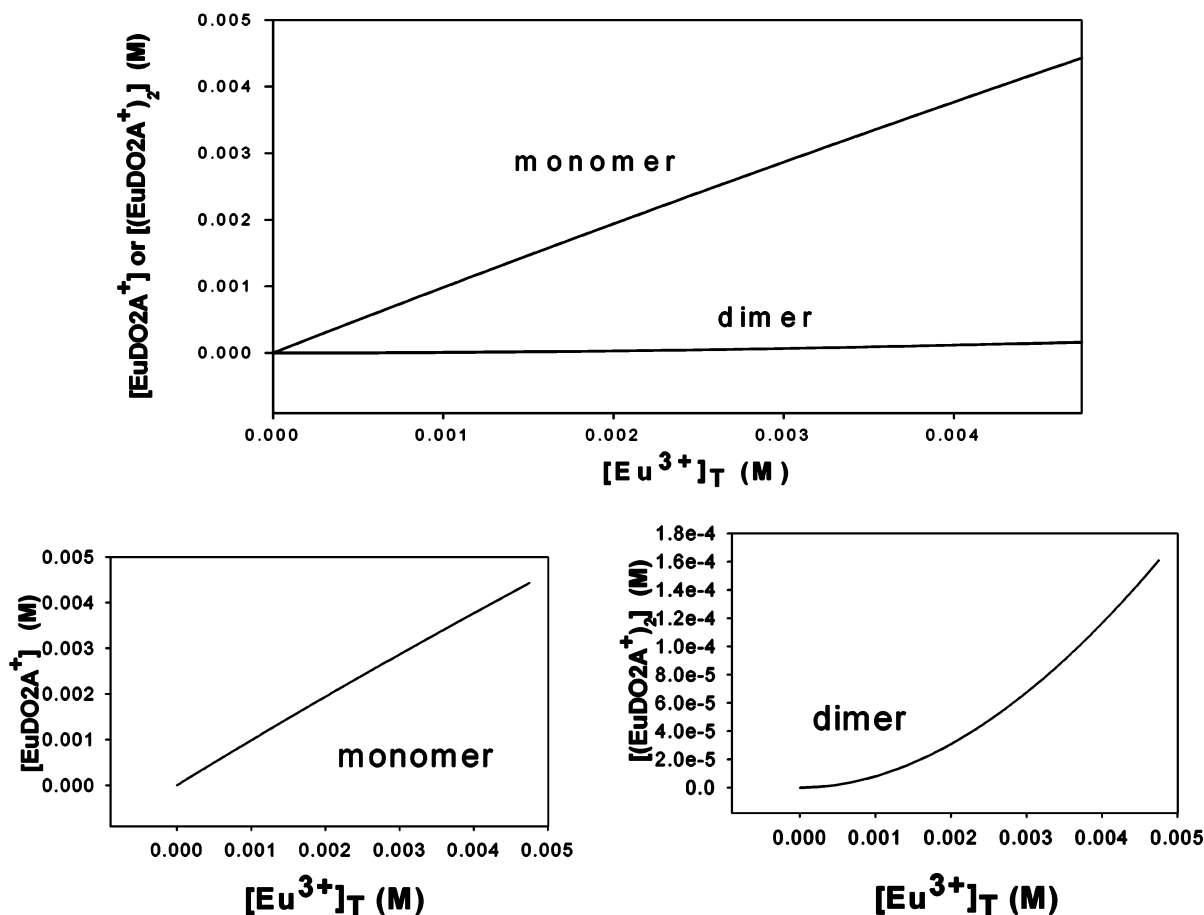 [EuDO2A⁺] or [(EuDO2A⁺)₂] (M)
0.005
0.004
0.003
0.002
0.001
0.000
monomer
dimer
0.000 0.001 0.002 0.003 0.004
[Eu³⁺]T (M)
[EuDO2A⁺] (M)
0.005
0.004
0.003
0.002
0.001
0.000
monomer
0.000 0.001 0.002 0.003 0.004 0.005
[Eu³⁺]T (M)
[(EuDO2A⁺)₂] (M)
1.8e-4
1.6e-4
1.4e-4
1.2e-4
1.0e-4
8.0e-5
6.0e-5
4.0e-5
2.0e-5
0.0
dimer
0.000 0.001 0.002 0.003 0.004 0.005
[Eu³⁺]T (M)